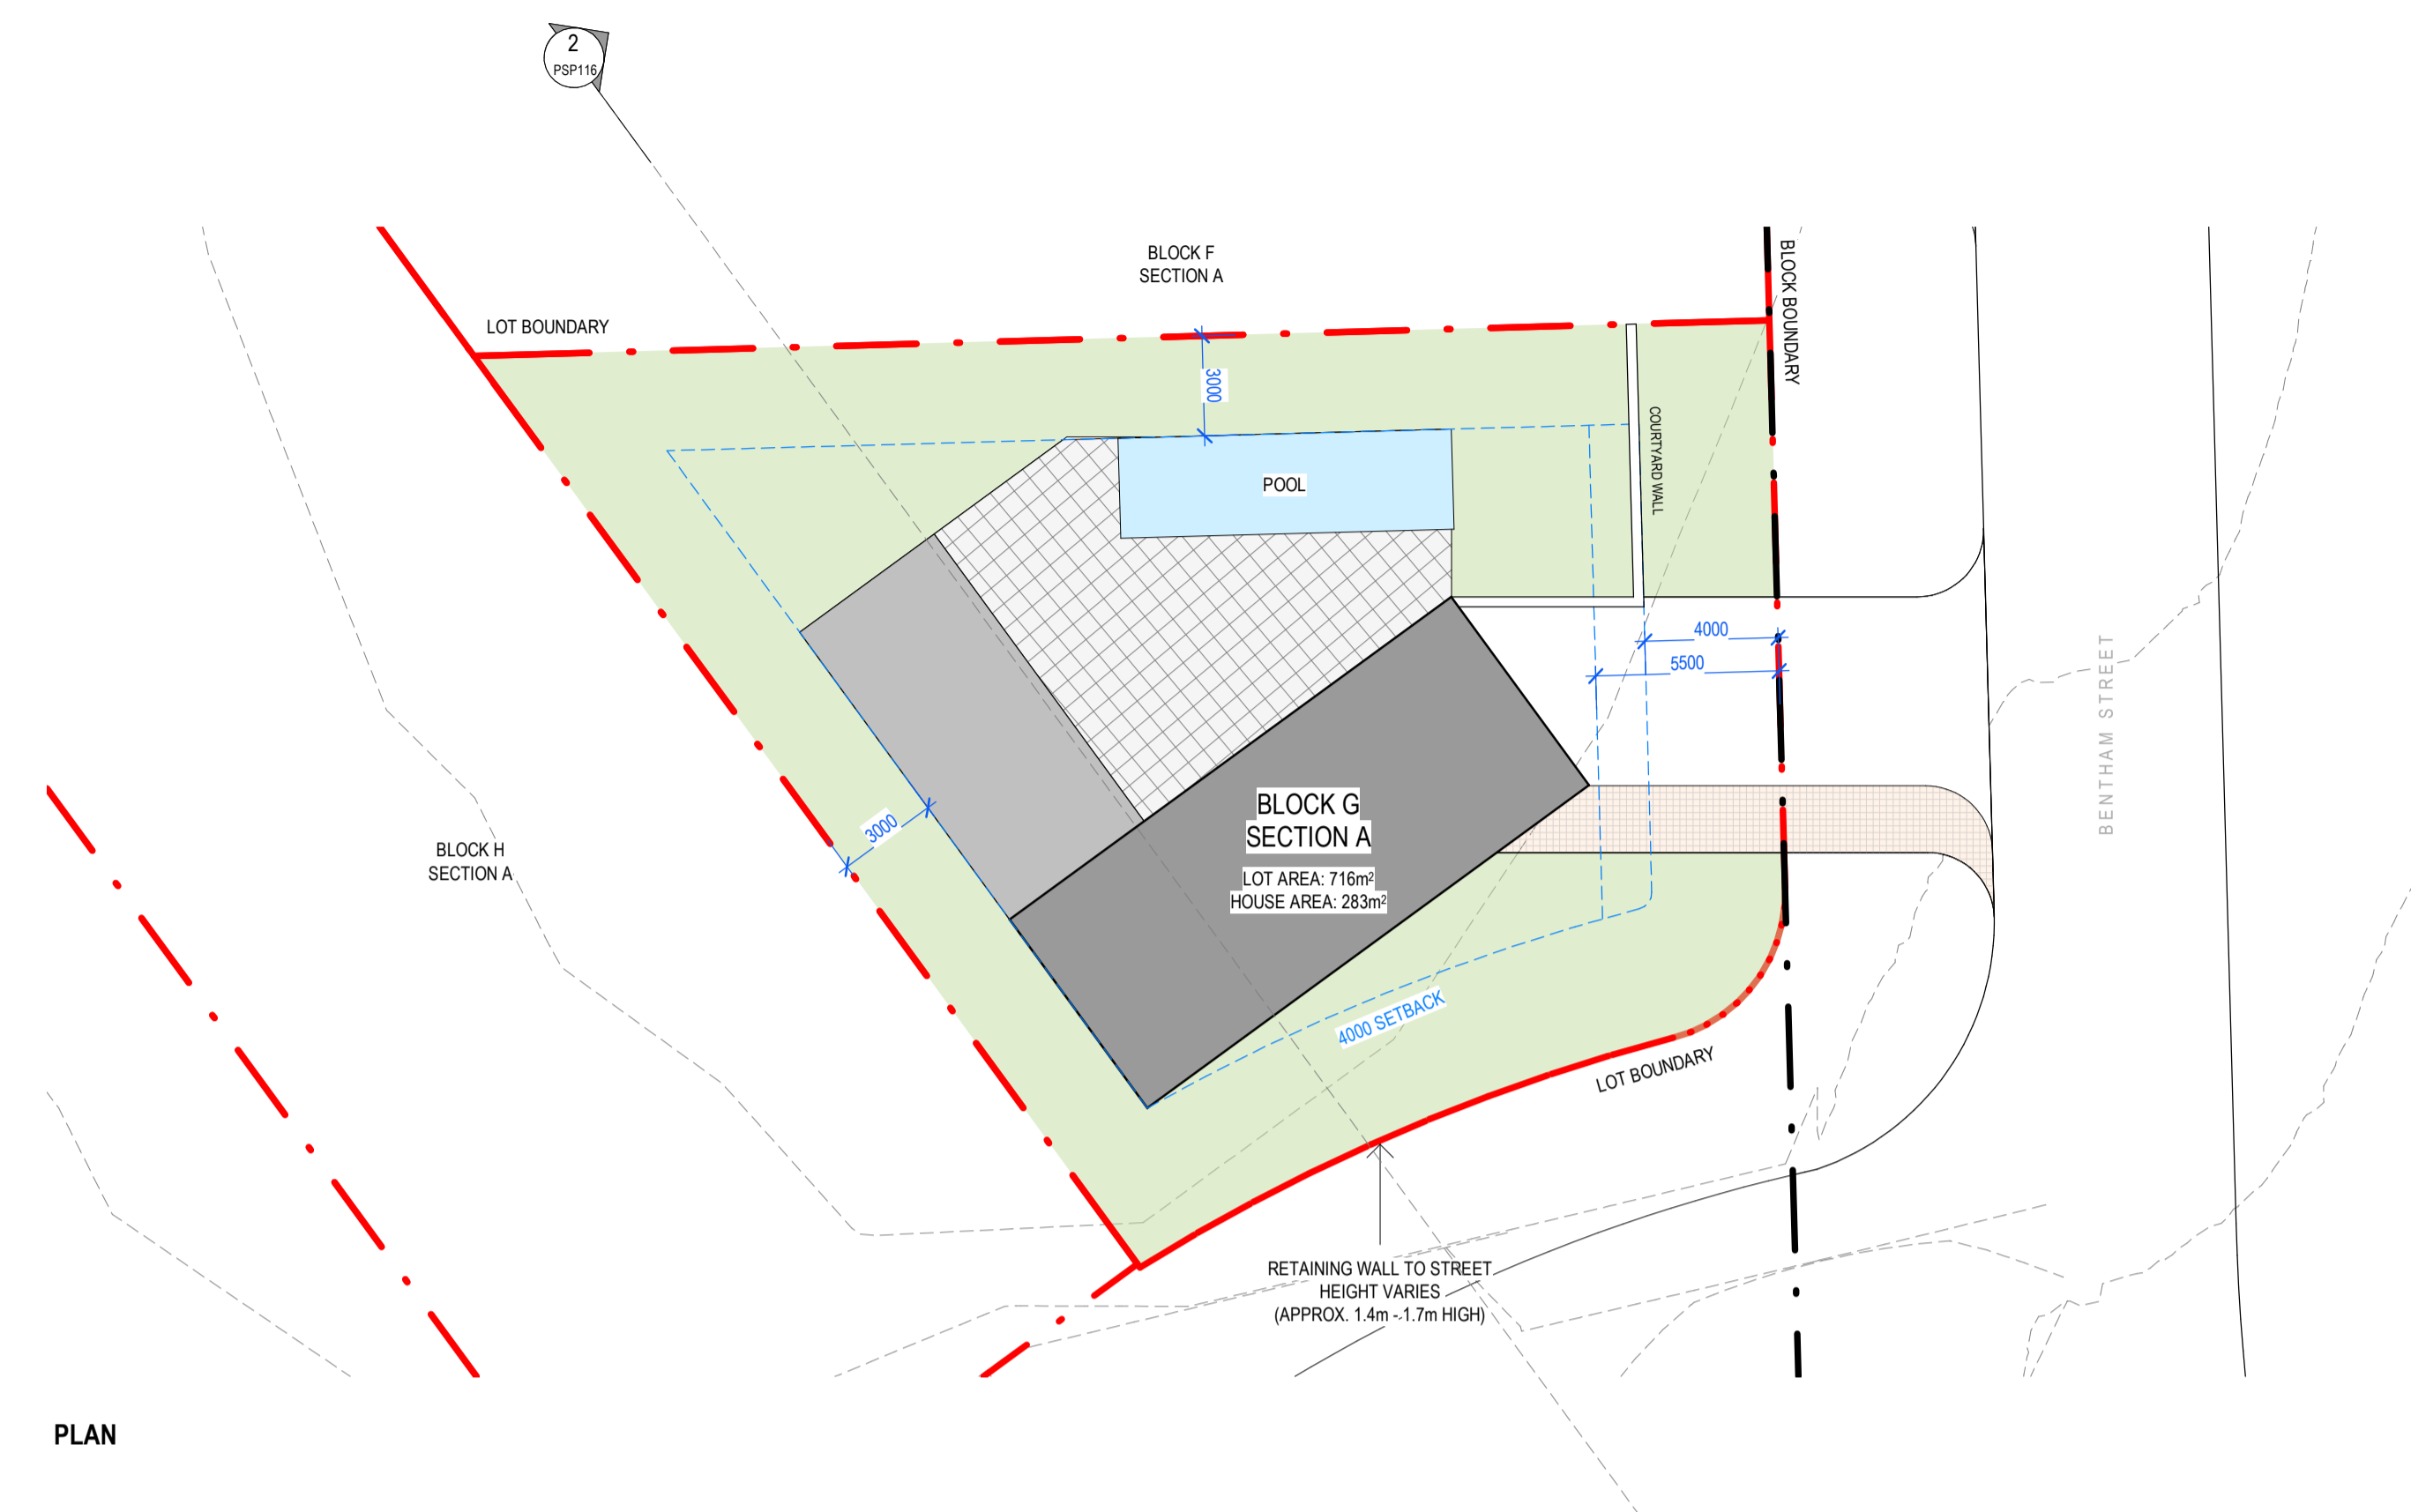 2
PSP116
BLOCK F
SECTION A
BLOCK BOUNDARY
LOT BOUNDARY
3000
COURTYARD WALL
POOL
4000
5500
BENTHAM STREET
3000
BLOCK G
SECTION A
LOT AREA: 716m²
HOUSE AREA: 283m²
BLOCK H
SECTION A
4000 SETBACK
LOT BOUNDARY
RETAINING WALL TO STREET
HEIGHT VARIES
(APPROX. 1.4m - 1.7m HIGH)
PLAN